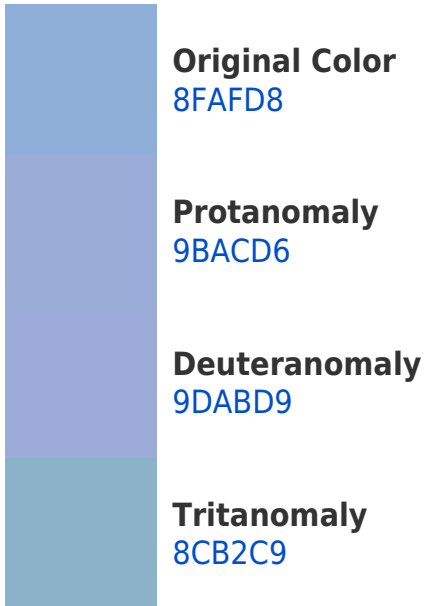 Original Color
8FAFD8
Protanomaly
9BACD6
Deuteranomaly
9DABD9
Tritanomaly
8CB2C9